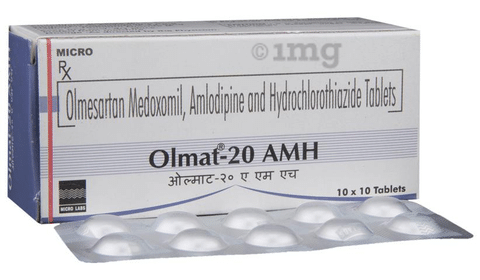 MICRO
©1mg
Rx
Olmesartan Medoxomil, Amlodipine and Hydrochlorothiazide Tablets
Olmat®-20 AMH
ओल्माट-२० ए एम एच
10 x 10 Tablets
MICRO LABS